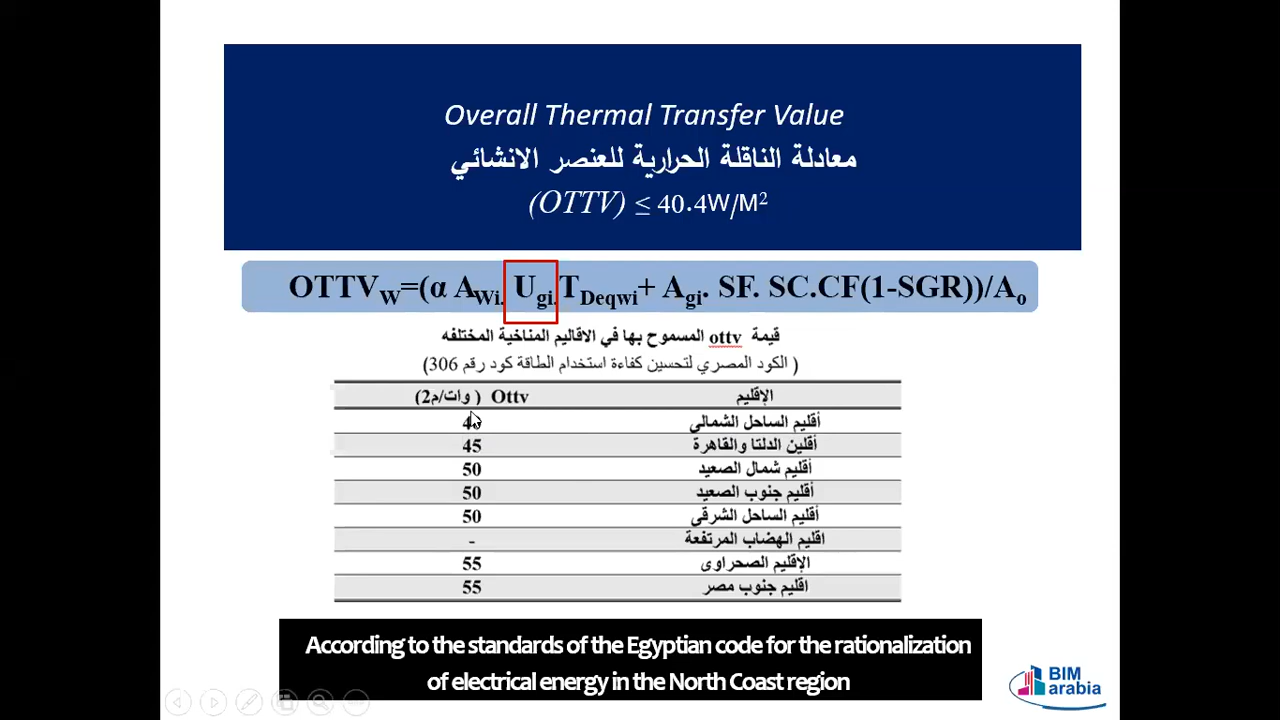 Overall Thermal Transfer Value
معادلة الناقلة الحرارية للعنصر الانشائي
(OTTV) ≤ 40.4W/M²
OTTVW=(α AWi. Ugi.TDeqwi+ Agi. SF. SC.CF(1-SGR))/Ao
قيمة ottv المسموح بها في الاقاليم المناخية المختلفه
( الكود المصري لتحسين كفاءة استخدام الطاقة كود رقم 306)
الإقليم Ottv ( وات/م2)
أقليم الساحل الشمالى
أقلين الدلتا والقاهرة 45
أقليم شمال الصعيد 50
أقليم جنوب الصعيد 50
أقليم الساحل الشرقي 50
اقليم الهضاب المرتفعة -
الإقليم الصحراوى 55
اقليم جنوب مصر 55
According to the standards of the Egyptian code for the rationalization
of electrical energy in the North Coast region
BIM
arabia